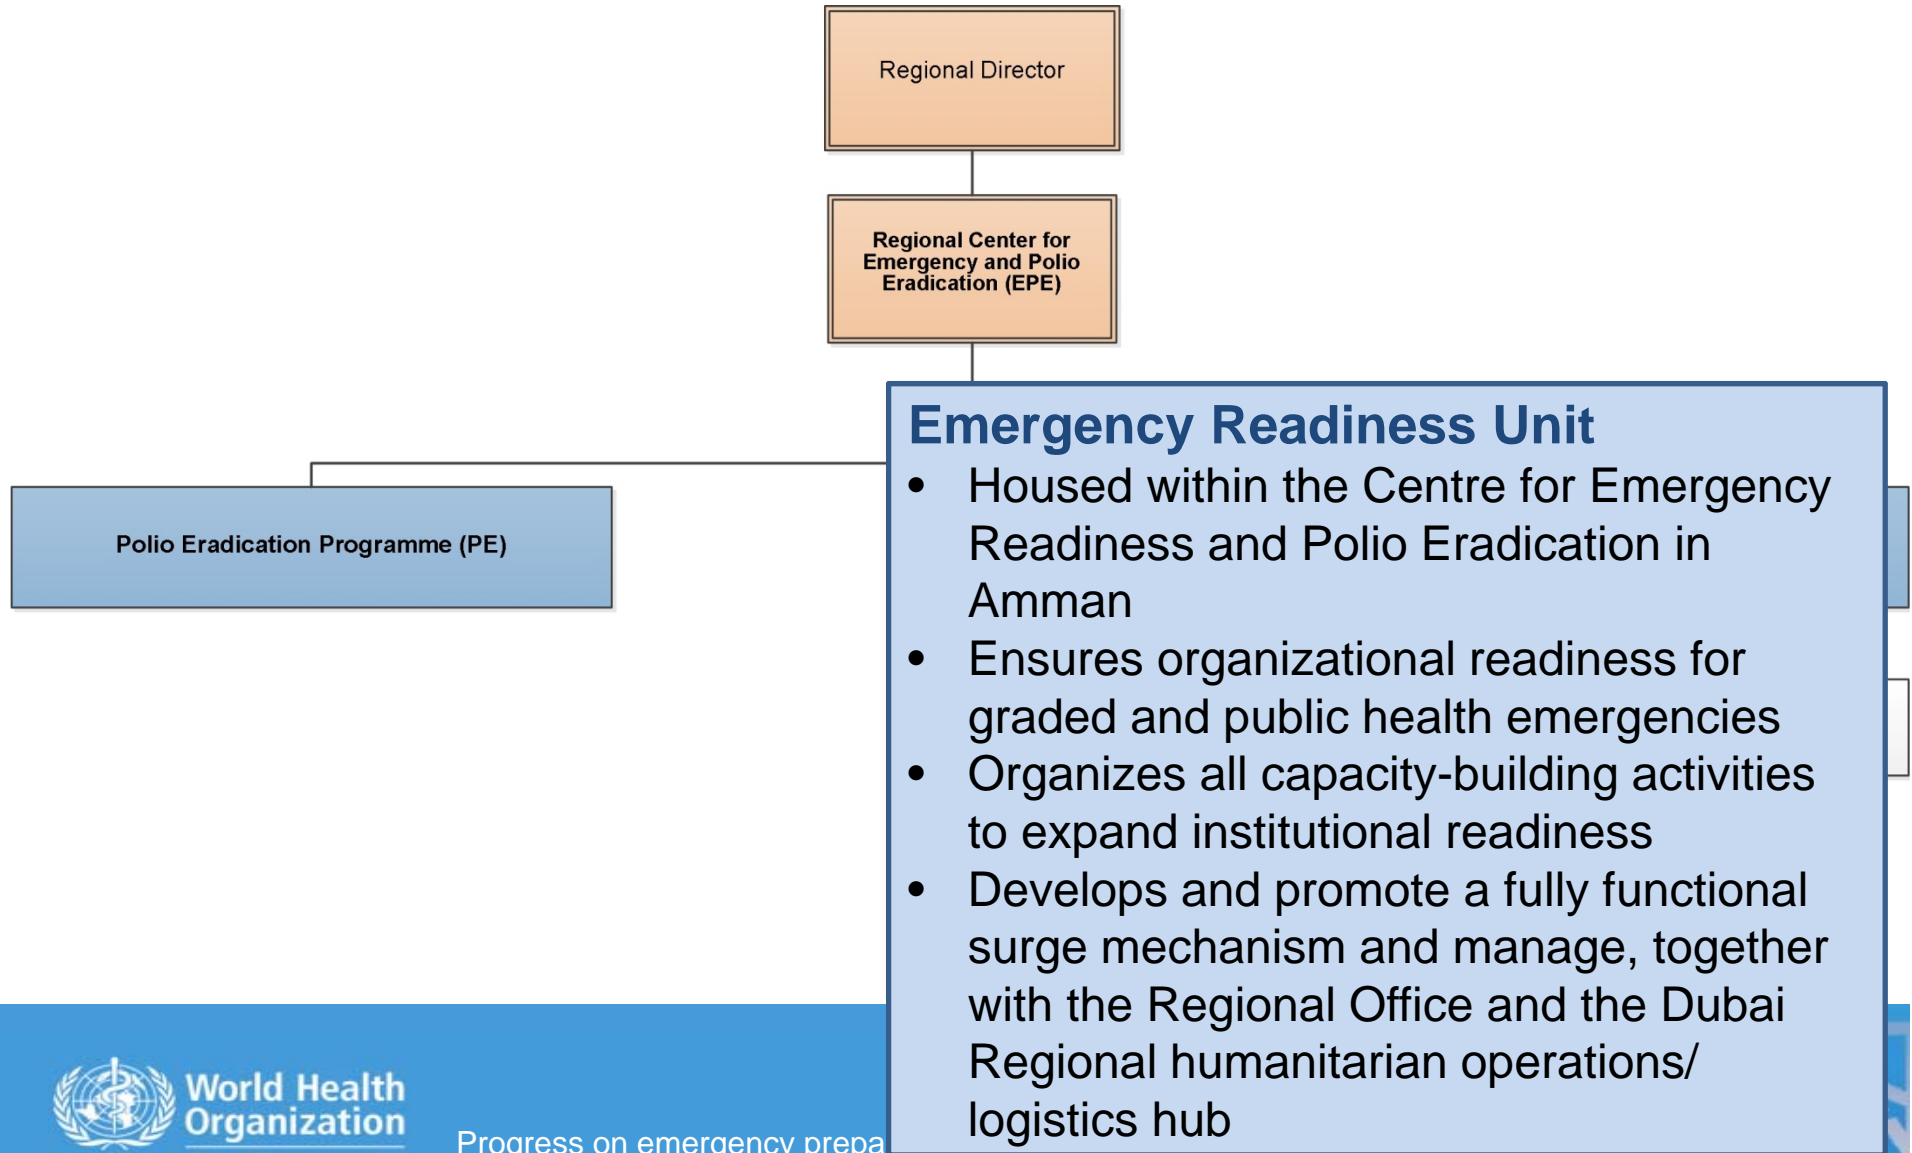 Regional Director
Regional Center for
Emergency and Polio
Eradication (EPE)
Polio Eradication Programme (PE)
Emergency Readiness Unit
• Housed within the Centre for Emergency
Readiness and Polio Eradication in
Amman
• Ensures organizational readiness for
graded and public health emergencies
• Organizes all capacity-building activities
to expand institutional readiness
• Develops and promote a fully functional
surge mechanism and manage, together
with the Regional Office and the Dubai
Regional humanitarian operations/
logistics hub
World Health
Organization
Progress on emergency prepa